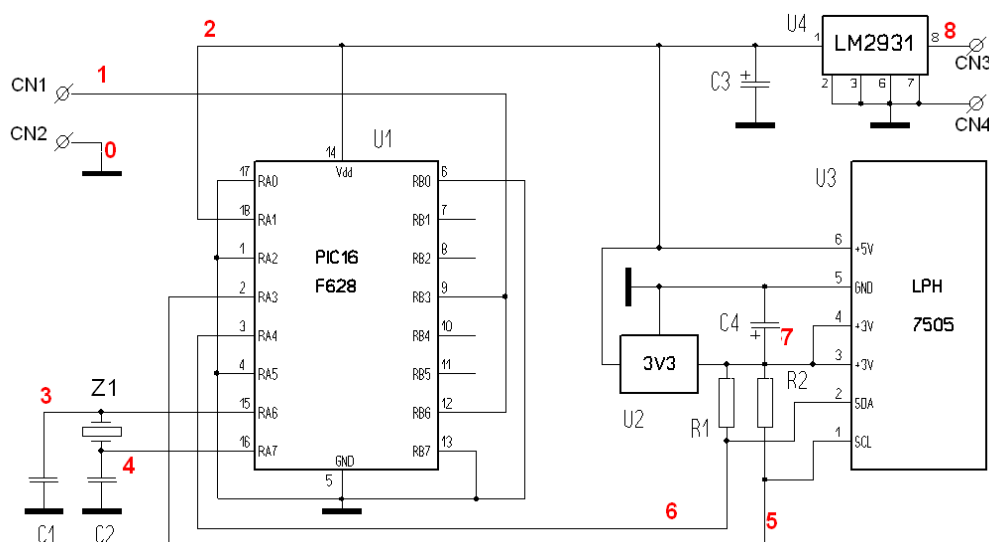 2
U4
1
LM2931
8
8
CN3
1
CN1
C3
+
2
3
6
7
CN4
CN2
0
U1
14
Vdd
U3
17
RA0
RB0
6
18
RA1
RB1
7
1
RA2
PIC16
RB2
8
6
+5V
2
RA3
F628
RB3
9
5
GND
LPH
3
RA4
RB4
10
C4
+
7
4
+3V
7505
4
RA5
RB5
11
3V3
3
+3V
3
Z1
15
RA6
RB6
12
U2
R1
R2
2
SDA
4
16
RA7
RB7
13
1
SCL
GND
5
6
5
C1
C2